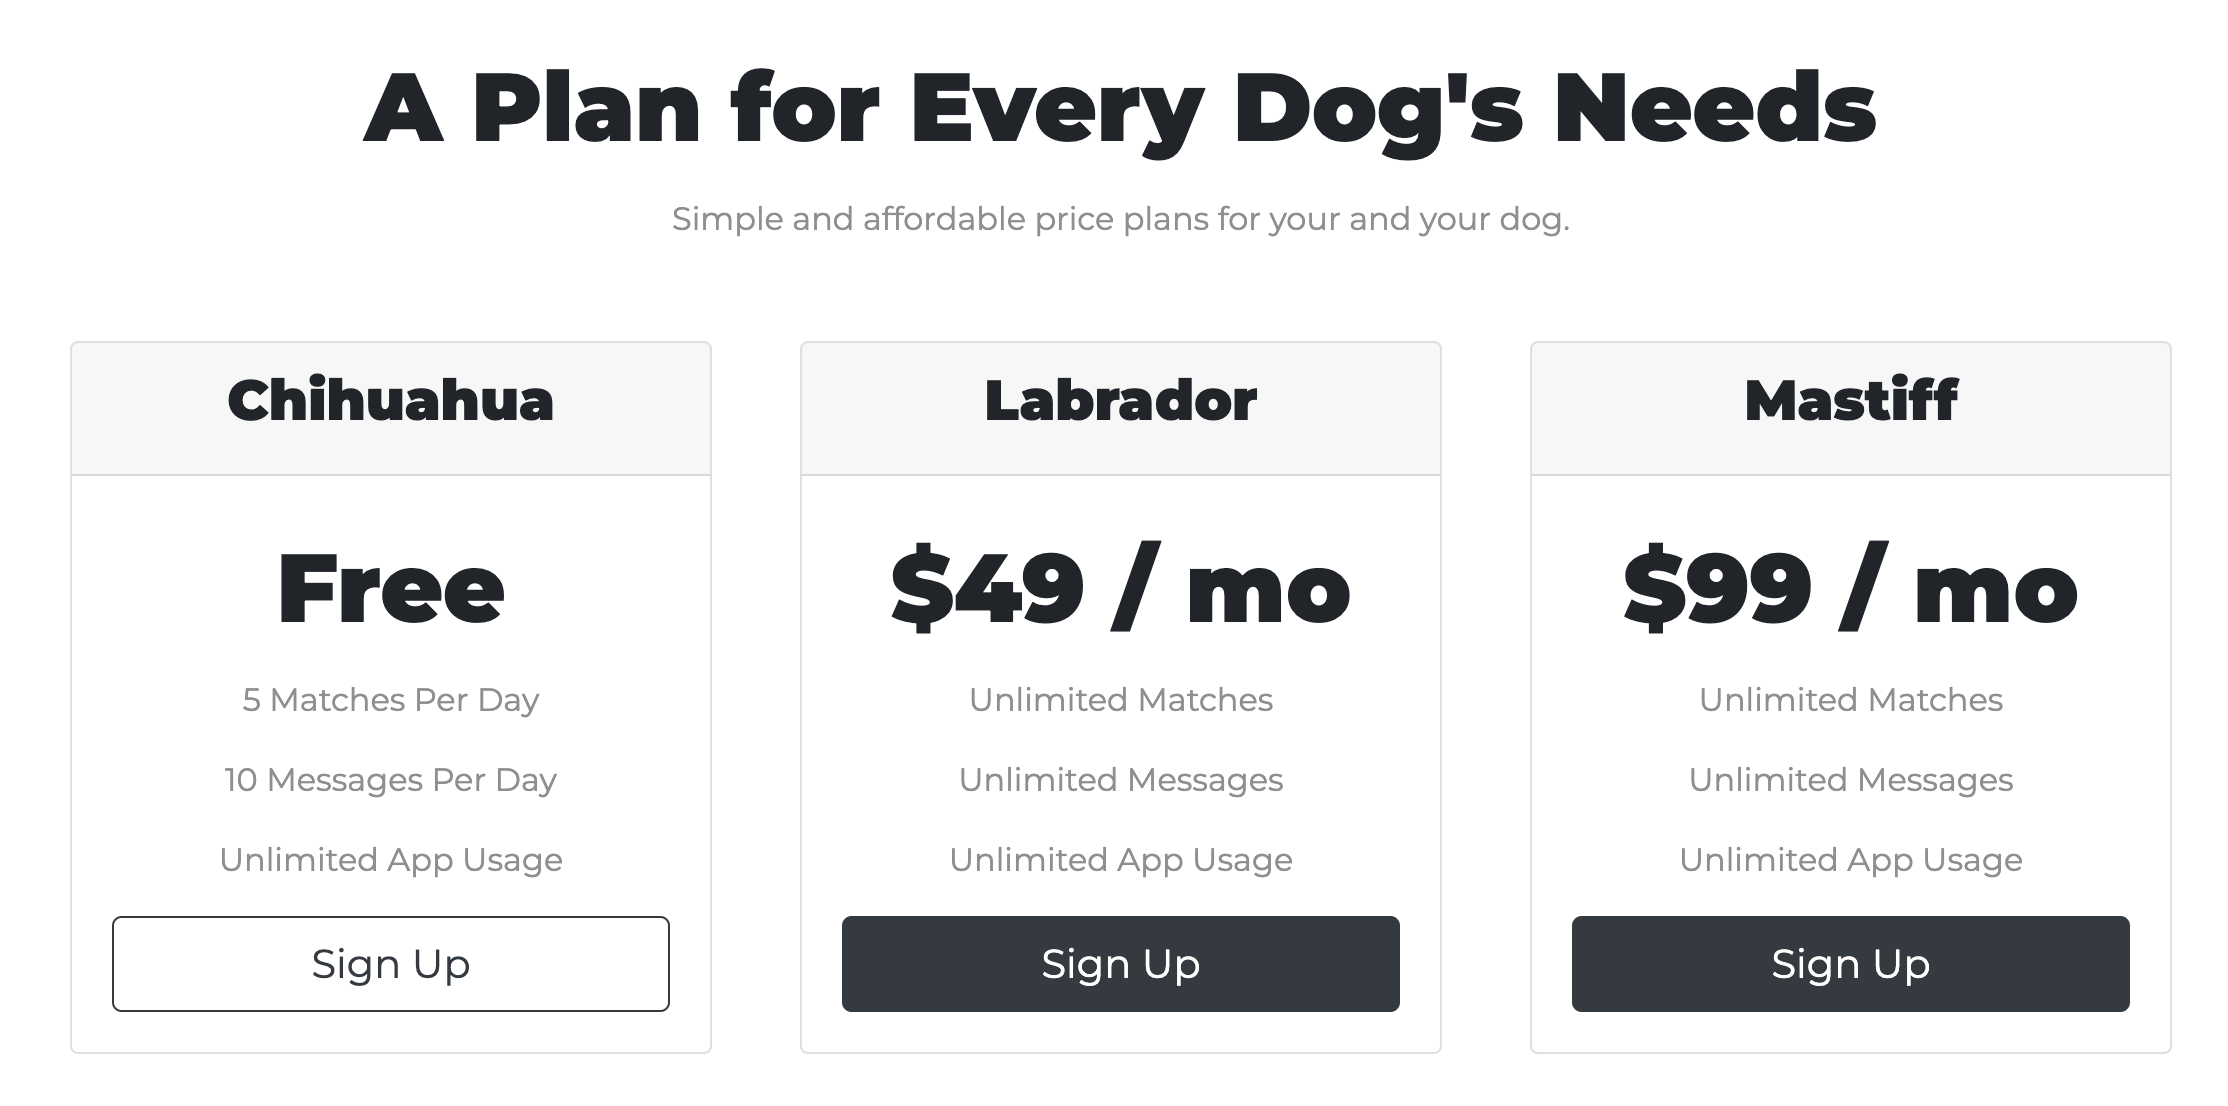 A Plan for Every Dog's Needs
Simple and affordable price plans for your and your dog.
Chihuahua
Free
5 Matches Per Day
10 Messages Per Day
Unlimited App Usage
Sign Up
Labrador
$49 / mo
Unlimited Matches
Unlimited Messages
Unlimited App Usage
Sign Up
Mastiff
$99 / mo
Unlimited Matches
Unlimited Messages
Unlimited App Usage
Sign Up